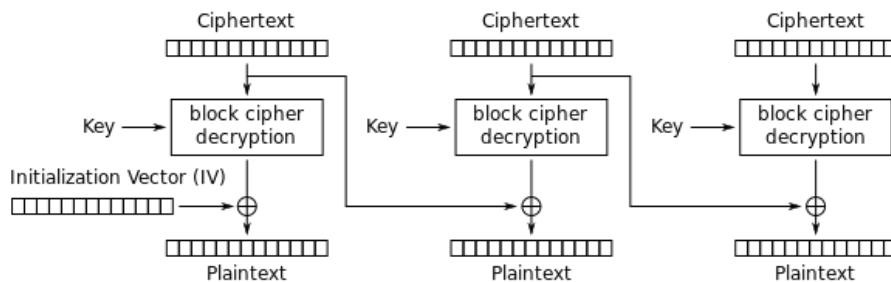 Ciphertext Ciphertext Ciphertext
Key block cipher decryption Key block cipher decryption Key block cipher decryption
Initialization Vector (IV)
Plaintext Plaintext Plaintext